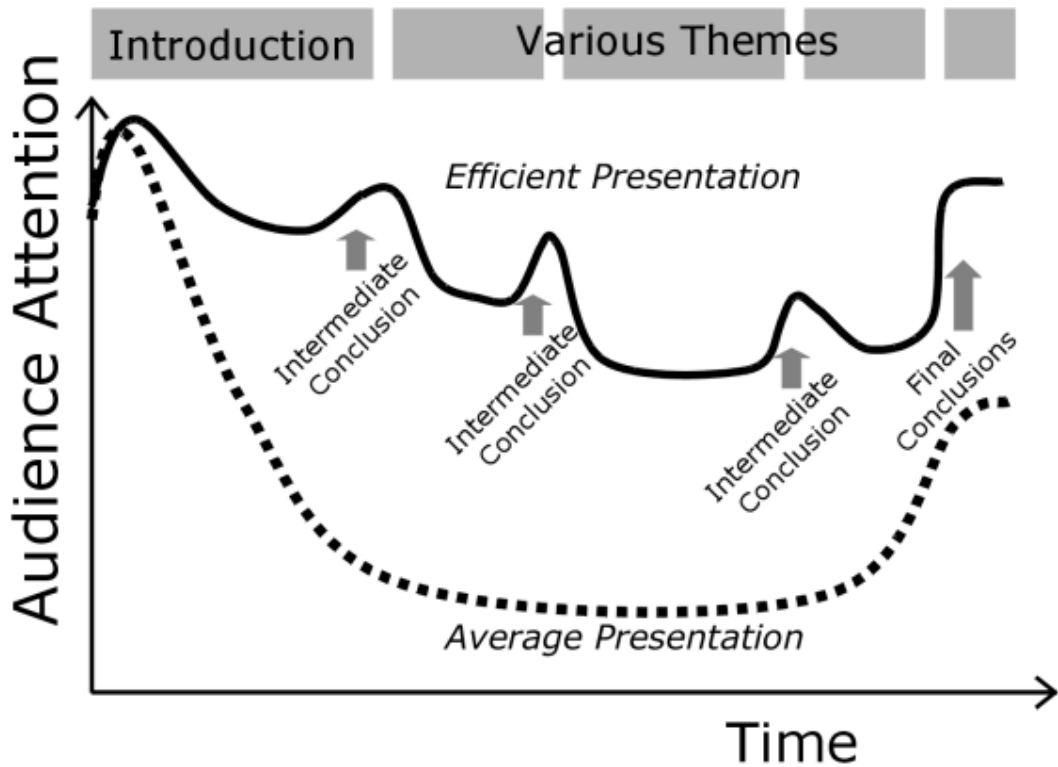 Introduction
Various Themes
Audience Attention
Efficient Presentation
Intermediate
Conclusion
Intermediate
Conclusion
Intermediate
Conclusion
Final
Conclusions
Average Presentation
Time